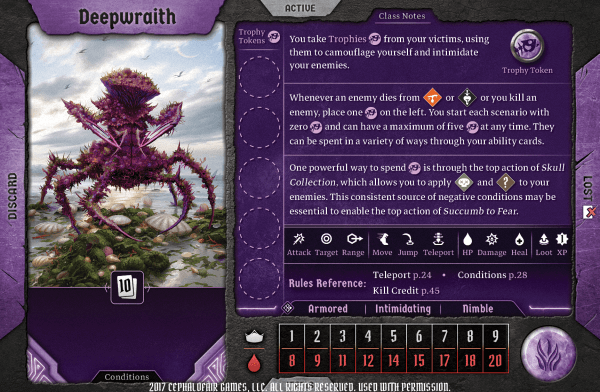 Deepwraith
ACTIVE
Class Notes
Trophy
Tokens
You take Trophies from your victims, using
them to camouflage yourself and intimidate
your enemies.
Trophy Token
Whenever an enemy dies from or or you kill an
enemy, place one on the left. You start each scenario with
zero and can have a maximum of five at any time. They
can be spent in a variety of ways through your ability cards.
One powerful way to spend is through the top action of Skull
Collection, which allows you to apply and ? to your
enemies. This consistent source of negative conditions may be
essential to enable the top action of Succumb to Fear.
DISCARD
LOST
10
Attack Target Range Move Jump Teleport HP Damage Heal Loot XP
Rules Reference:
Teleport p.24 • Conditions p.28
Kill Credit p.45
Armored Intimidating Nimble
1 2 3 4 5 6 7 8 9
8 9 11 12 14 15 17 18 20
Conditions
2017 CEPHALOFAIR GAMES, LLC. ALL RIGHTS RESERVED. USED WITH PERMISSION.